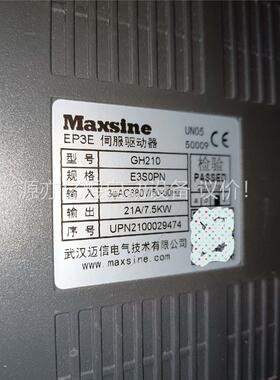 Maxsine
EP3E 伺服驱动器
UN05
50009
CE
型号 GH210
检验
PASSED
规格 E3S0PN
输出 21A/7.5KW
序号 UPN2100029474
武汉迈信电气技术有限公司
www.maxsine.com